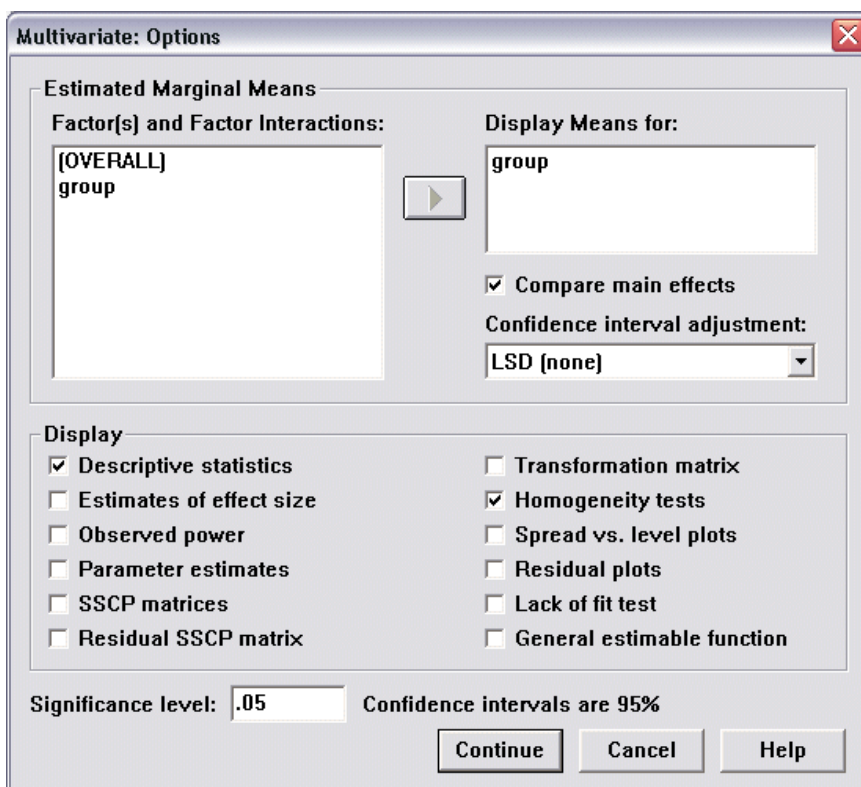 Multivariate: Options
Estimated Marginal Means
Factor(s) and Factor Interactions:
(OVERALL)
group
Display Means for:
group
Compare main effects
Confidence interval adjustment:
LSD (none)
Display
Descriptive statistics
Estimates of effect size
Observed power
Parameter estimates
SSCP matrices
Residual SSCP matrix
Transformation matrix
Homogeneity tests
Spread vs. level plots
Residual plots
Lack of fit test
General estimable function
Significance level: .05 Confidence intervals are 95%
Continue Cancel Help